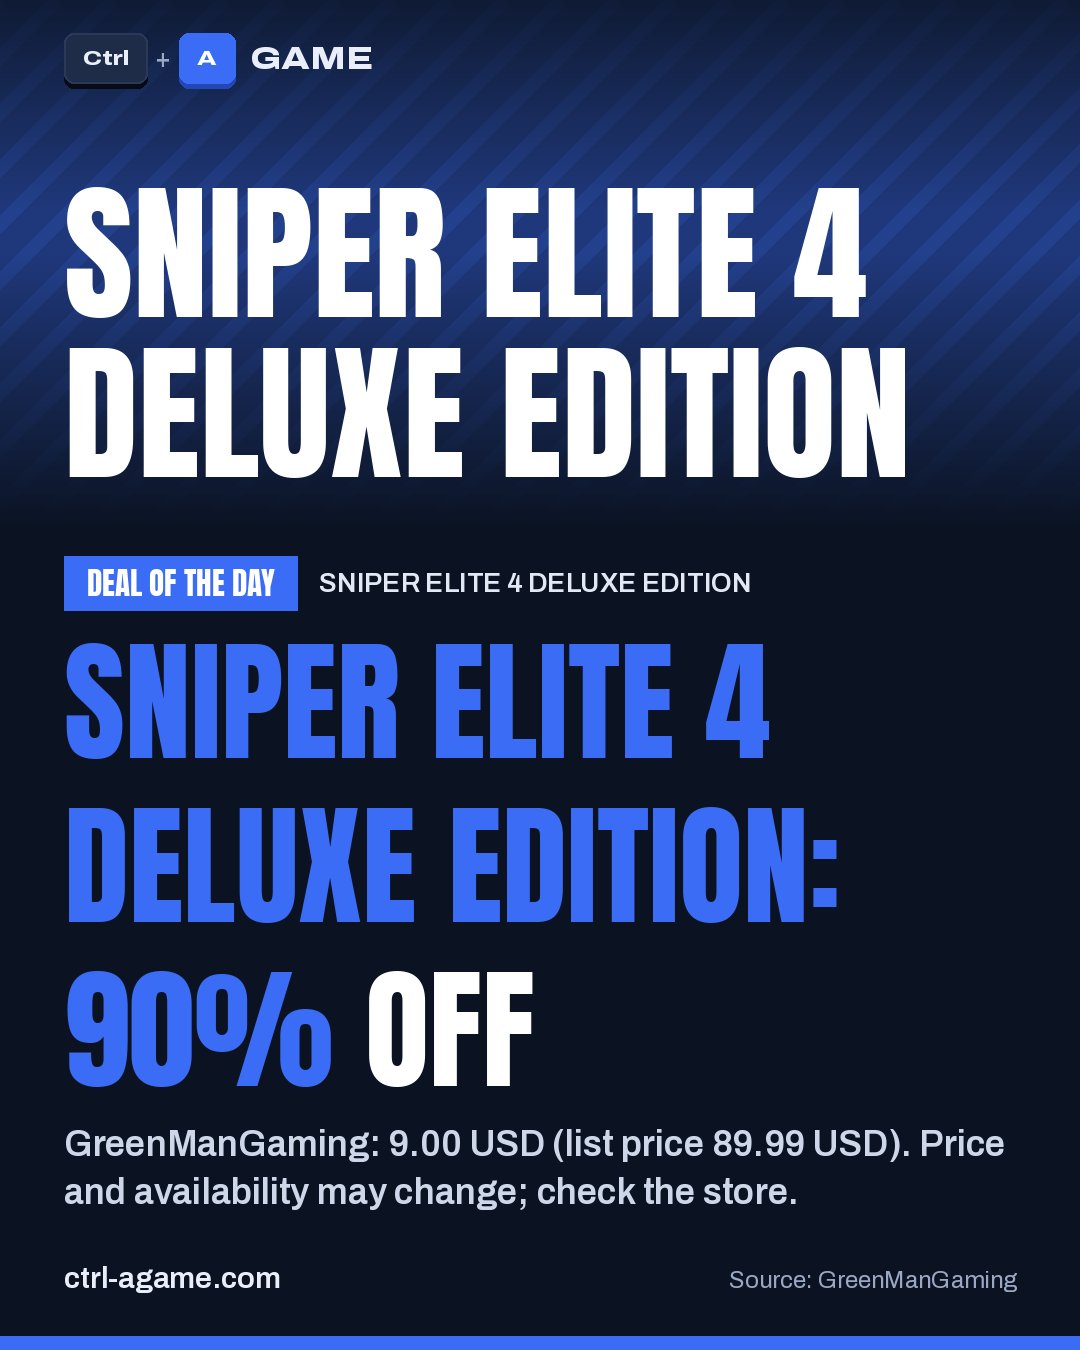 Ctrl + A GAME
SNIPER ELITE 4
DELUXE EDITION
DEAL OF THE DAY SNIPER ELITE 4 DELUXE EDITION
SNIPER ELITE 4
DELUXE EDITION:
90% OFF
GreenManGaming: 9.00 USD (list price 89.99 USD). Price
and availability may change; check the store.
ctrl-agame.com Source: GreenManGaming